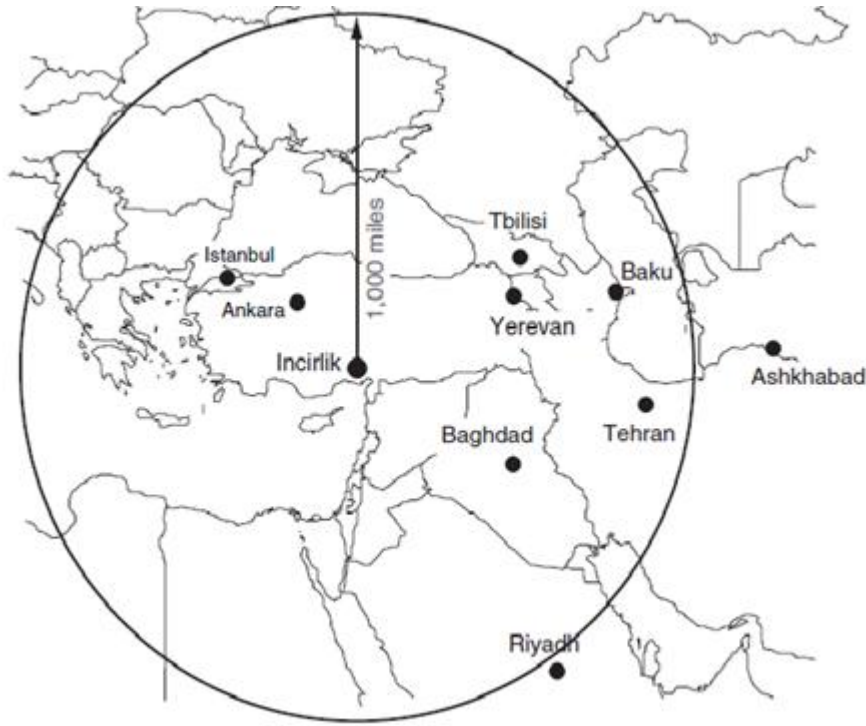 Tbilisi
Istanbul
Baku
1,000 miles
Ankara
Yerevan
Incirlik
Ashkhabad
Baghdad
Tehran
Riyadh